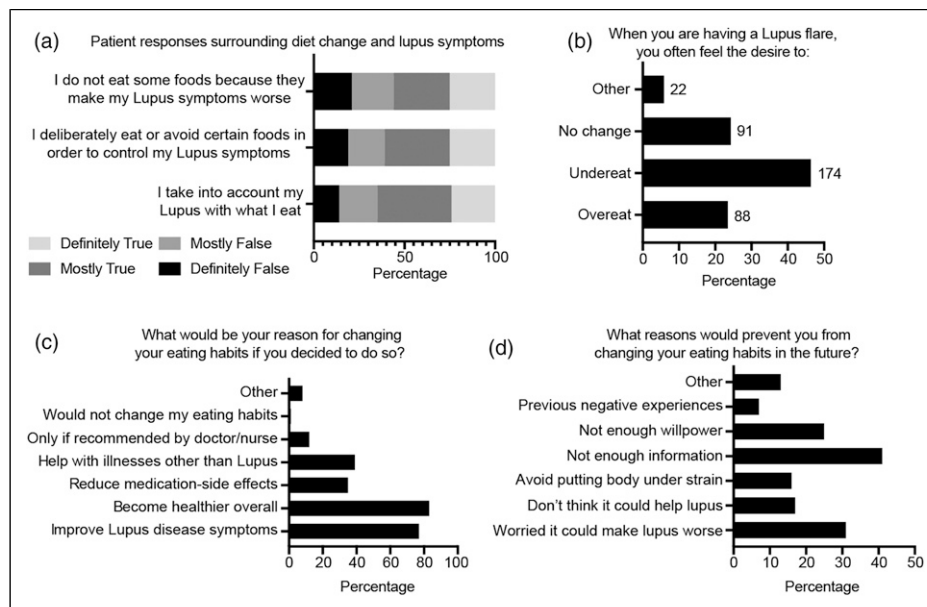 (a)
Patient responses surrounding diet change and lupus symptoms
I do not eat some foods because they
make my Lupus symptoms worse
I deliberately eat or avoid certain foods in
order to control my Lupus symptoms
I take into account my
Lupus with what I eat
0 50 100
Percentage
Definitely True
Mostly False
Mostly True
Definitely False
(b)
When you are having a Lupus flare,
you often feel the desire to:
Other 22
No change 91
Undereat 174
Overeat 88
0 10 20 30 40 50
Percentage
(c)
What would be your reason for changing
your eating habits if you decided to do so?
Other
Would not change my eating habits
Only if recommended by doctor/nurse
Help with illnesses other than Lupus
Reduce medication-side effects
Become healthier overall
Improve Lupus disease symptoms
0 20 40 60 80 100
Percentage
(d)
What reasons would prevent you from
changing your eating habits in the future?
Other
Previous negative experiences
Not enough willpower
Not enough information
Avoid putting body under strain
Don't think it could help lupus
Worried it could make lupus worse
0 10 20 30 40 50
Percentage